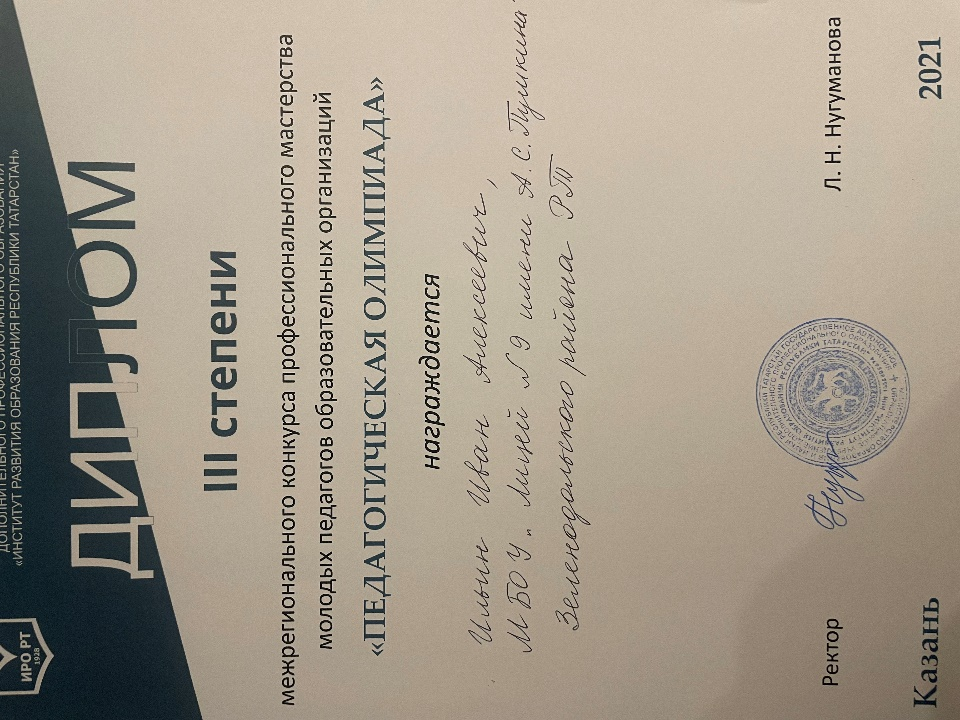 ДОПОЛНИТЕЛЬНОГО ПРОФЕССИОНАЛЬНОГО ОБРАЗОВАНИЯ
«ИНСТИТУТ РАЗВИТИЯ ОБРАЗОВАНИЯ РЕСПУБЛИКИ ТАТАРСТАН»
ИРО РТ
1928
ДИПЛОМ
III степени
межрегионального конкурса профессионального мастерства
молодых педагогов образовательных организаций
«ПЕДАГОГИЧЕСКАЯ ОЛИМПИАДА»
награждается
Ильин Иван Алексеевич,
МБОУ „Лицей №9 имени А.С. Пушкина"
Зеленодольского района РТ
Ректор Л. Н. Нугуманова
Казань 2021